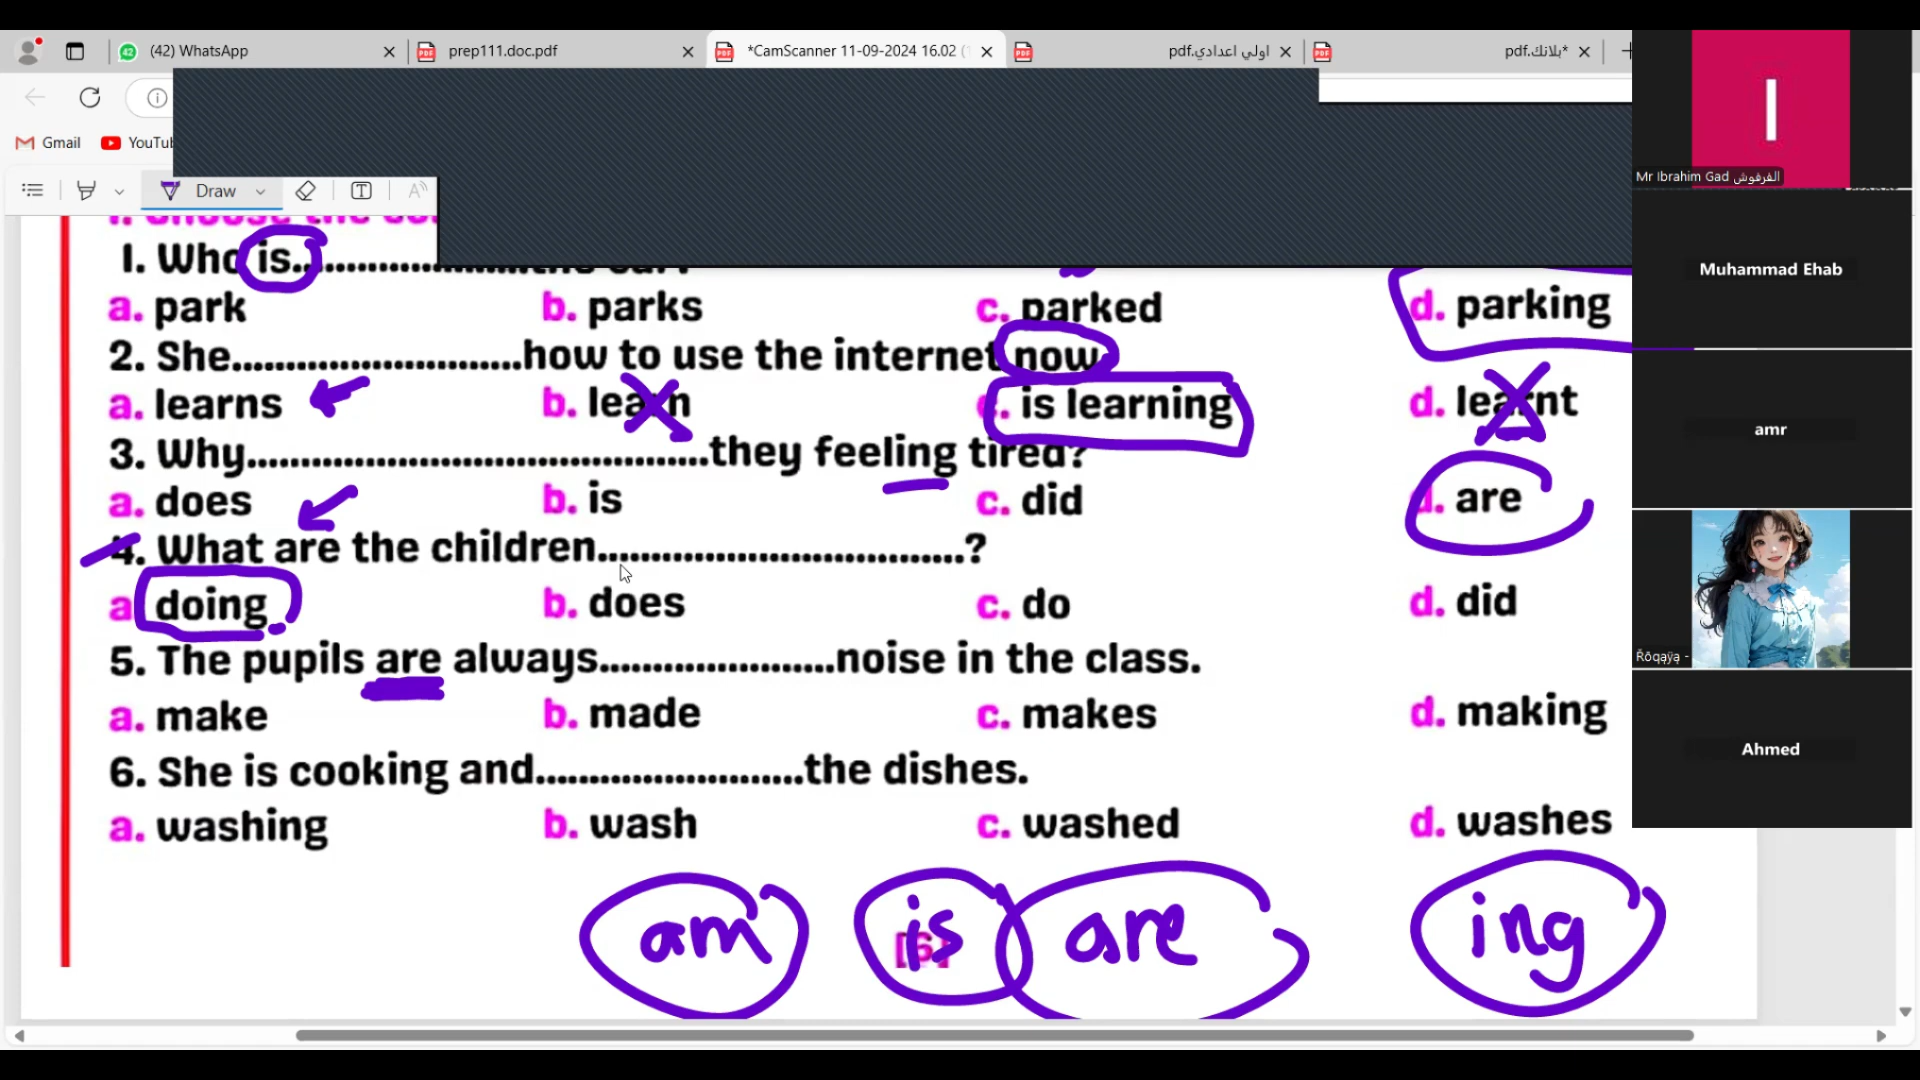 (42) WhatsApp
prep111.doc.pdf
*CamScanner 11-09-2024 16.02 (
اولي اعدادي.pdf
*بلانك.pdf
Gmail
Draw
1. Who is
a. park b. parks c. parked d. parking
2. She...........................how to use the internet now.
a. learns b. learn c. is learning d. learnt
3. Why...........................................they feeling tired?
a. does b. is c. did d. are
4. What are the children..................................?
a. doing b. does c. do d. did
5. The pupils are always......................noise in the class.
a. make b. made c. makes d. making
6. She is cooking and.........................the dishes.
a. washing b. wash c. washed d. washes
am is are ing
[6]
I
Mr Ibrahim Gad الفرفوش
Muhammad Ehab
amr
Rōqąÿą -
Ahmed